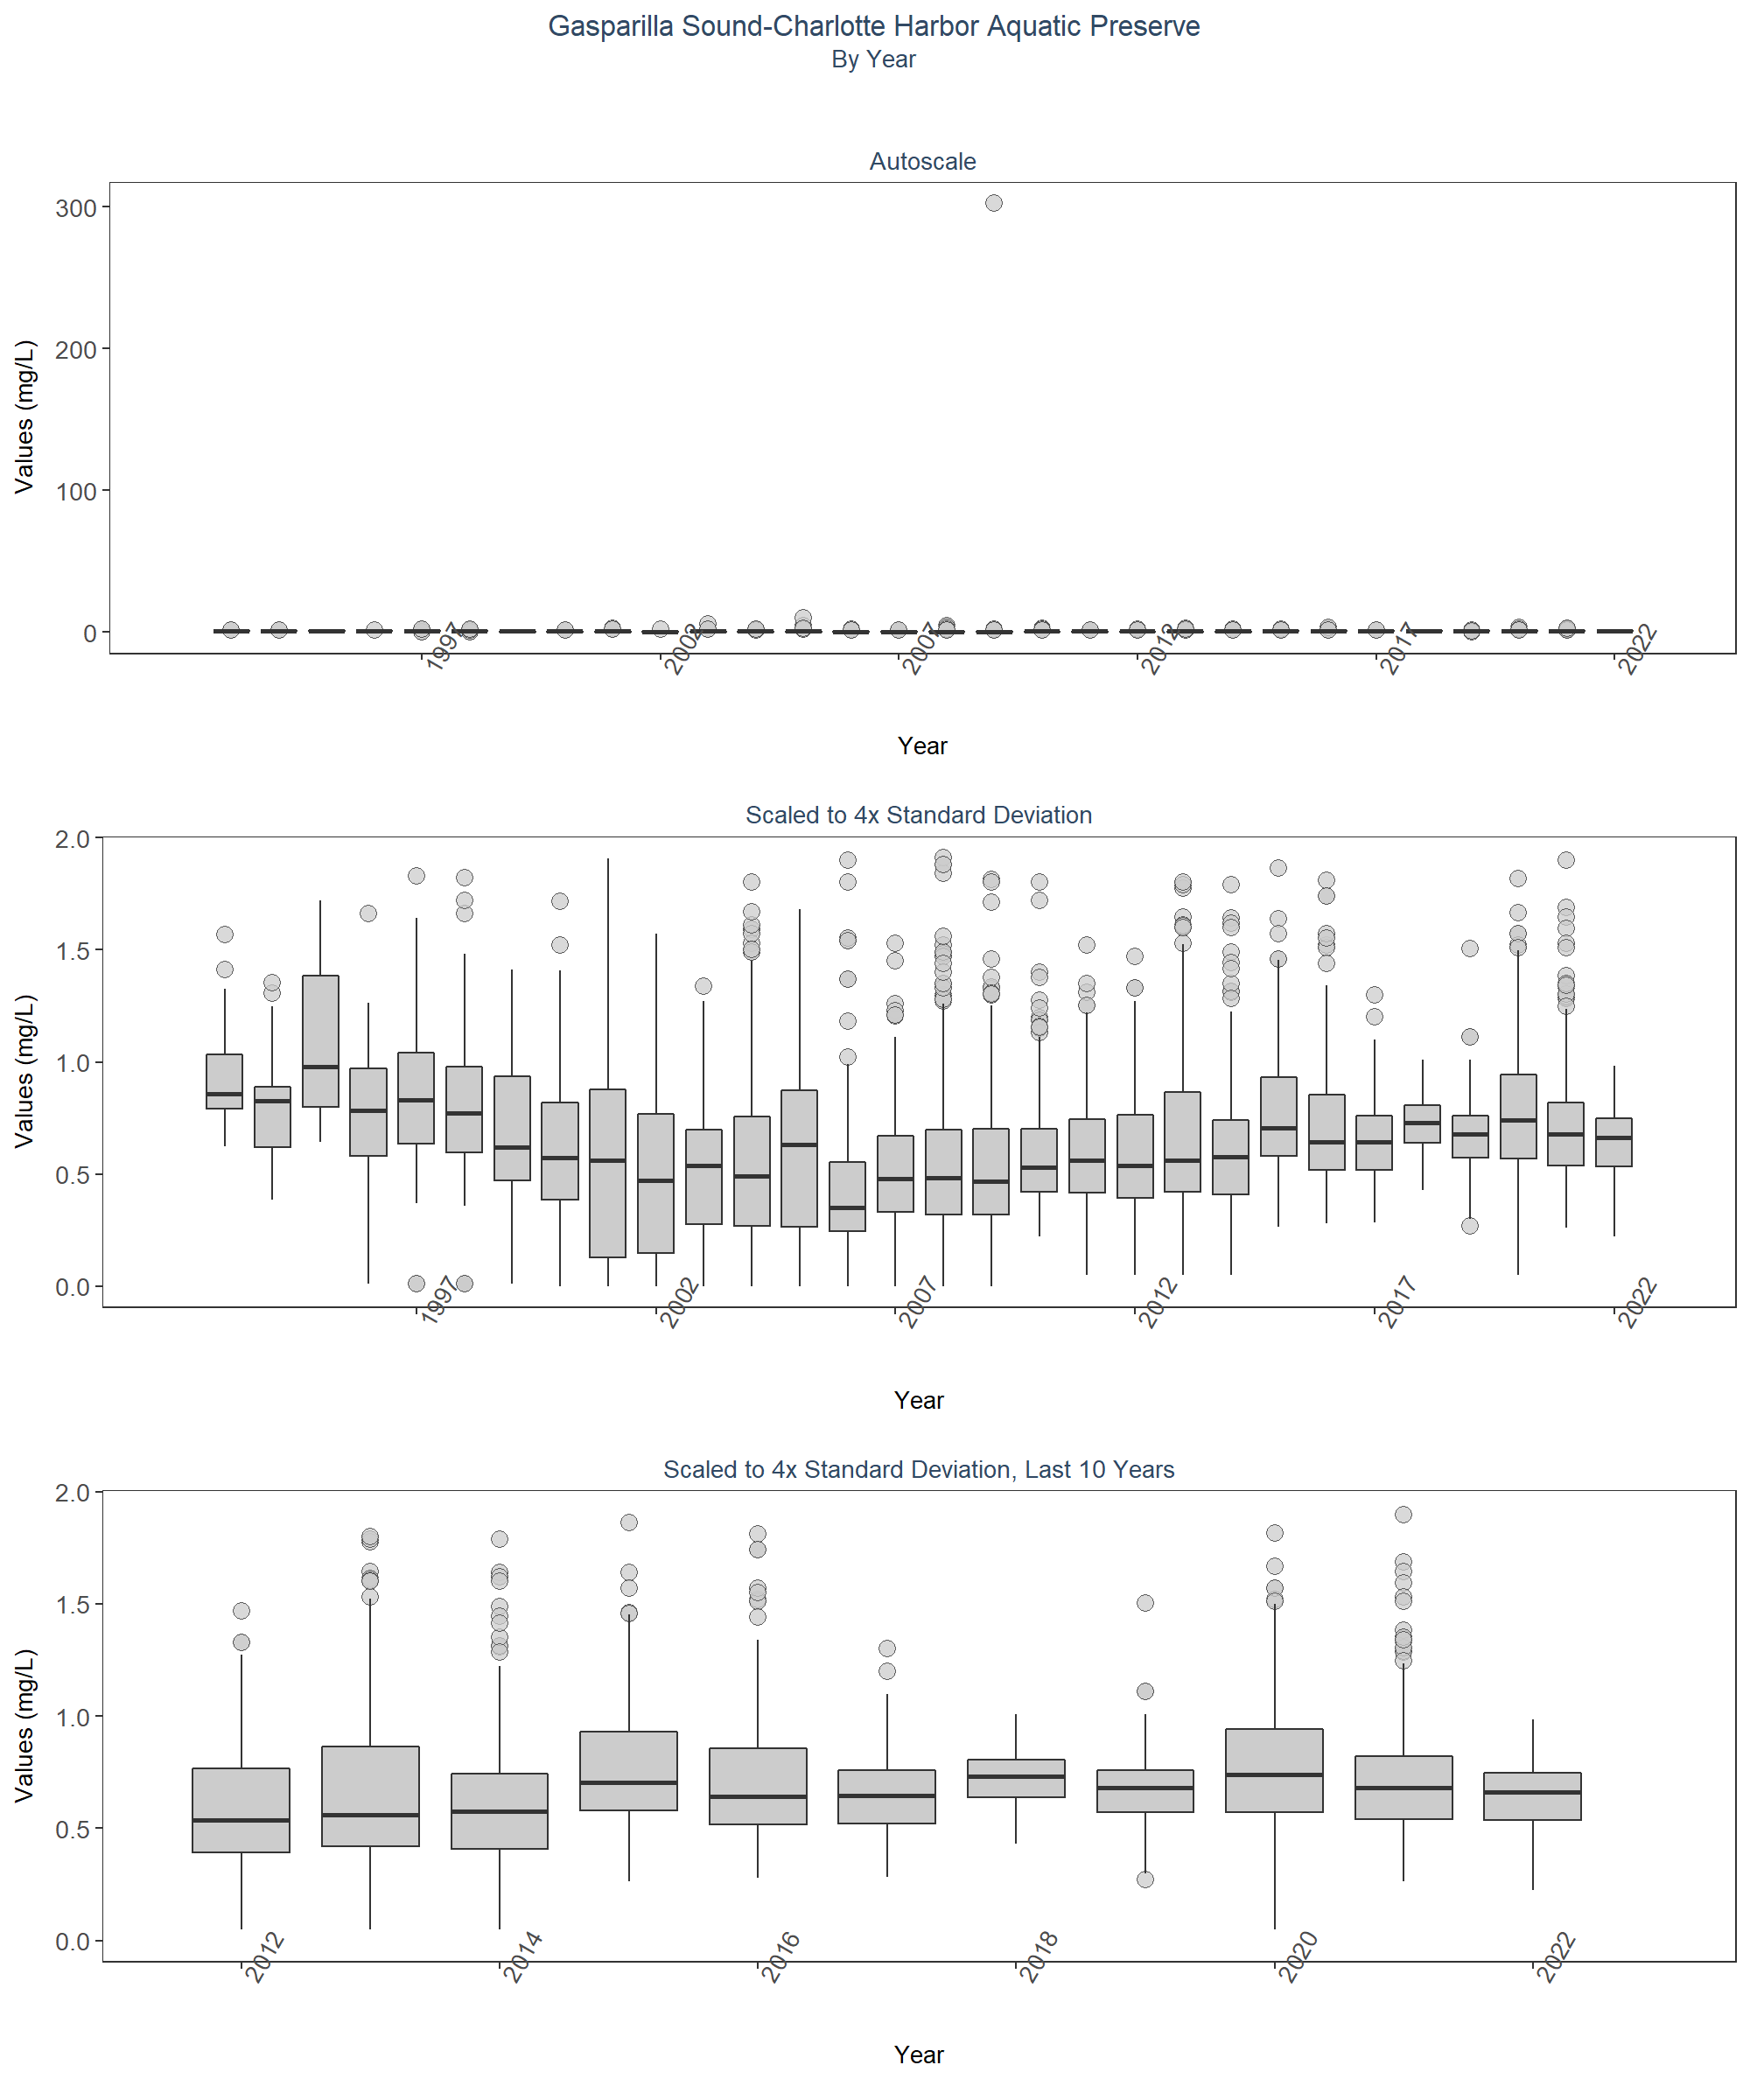 Gasparilla Sound-Charlotte Harbor Aquatic Preserve
By Year
Autoscale
Values (mg/L)
300
200
100
0
1997
2002
2007
2012
2017
2022
Year
Scaled to 4x Standard Deviation
Values (mg/L)
2.0
1.5
1.0
0.5
0.0
1997
2002
2007
2012
2017
2022
Year
Scaled to 4x Standard Deviation, Last 10 Years
Values (mg/L)
2.0
1.5
1.0
0.5
0.0
2012
2014
2016
2018
2020
2022
Year